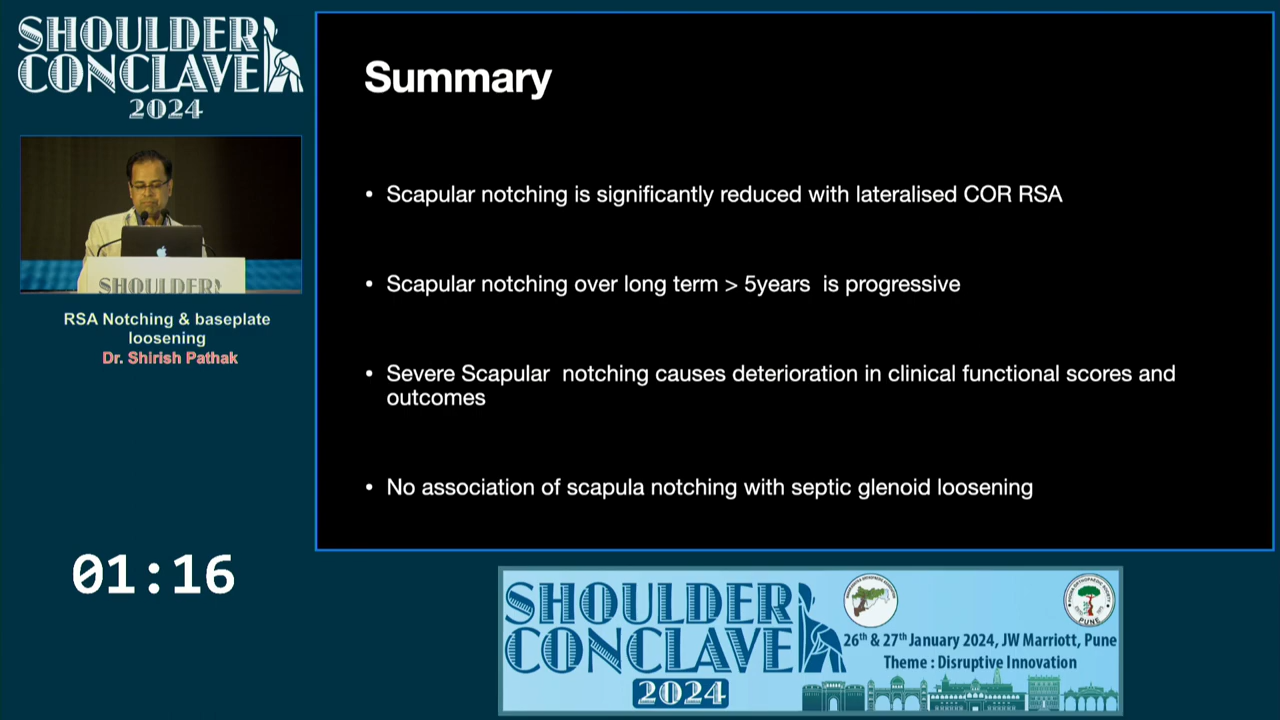 SHOULDER
CONCLAVE
2024
SHOULDER
RSA Notching & baseplate
loosening
Dr. Shirish Pathak
01:16
Summary
• Scapular notching is significantly reduced with lateralised COR RSA
• Scapular notching over long term > 5years is progressive
• Severe Scapular notching causes deterioration in clinical functional scores and
outcomes
• No association of scapula notching with septic glenoid loosening
SHOULDER
CONCLAVE
2024
PUNE
26th & 27th January 2024, JW Marriott, Pune
Theme : Disruptive Innovation